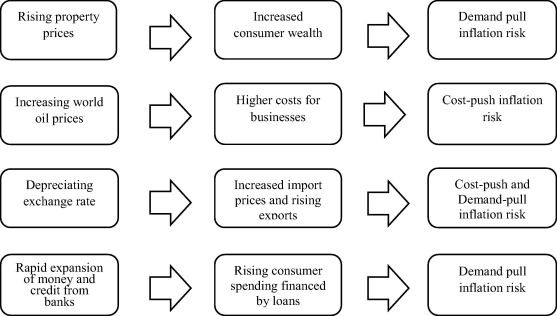 Rising property
prices
Increased
consumer wealth
Demand pull
inflation risk
Increasing world
oil prices
Higher costs for
businesses
Cost-push inflation
risk
Depreciating
exchange rate
Increased import
prices and rising
exports
Cost-push and
Demand-pull
inflation risk
Rapid expansion
of money and
credit from
banks
Rising consumer
spending financed
by loans
Demand pull
inflation risk